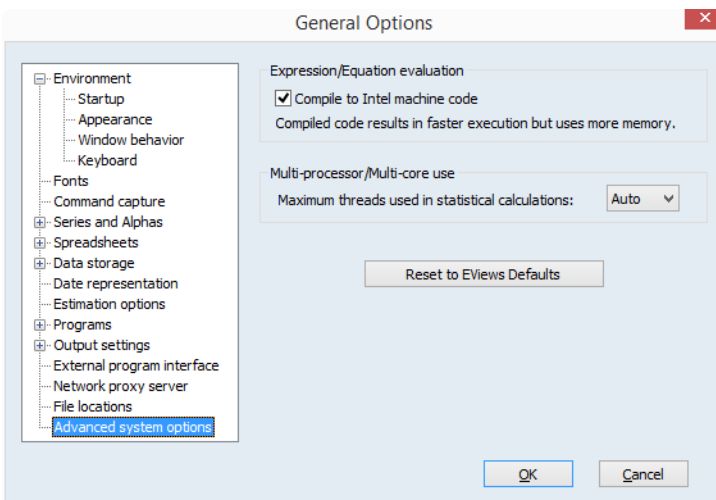 General Options
Environment
Startup
Appearance
Window behavior
Keyboard
Fonts
Command capture
Series and Alphas
Spreadsheets
Data storage
Date representation
Estimation options
Programs
Output settings
External program interface
Network proxy server
File locations
Advanced system options
Expression/Equation evaluation
Compile to Intel machine code
Compiled code results in faster execution but uses more memory.
Multi-processor/Multi-core use
Maximum threads used in statistical calculations: Auto
Reset to EViews Defaults
OK Cancel